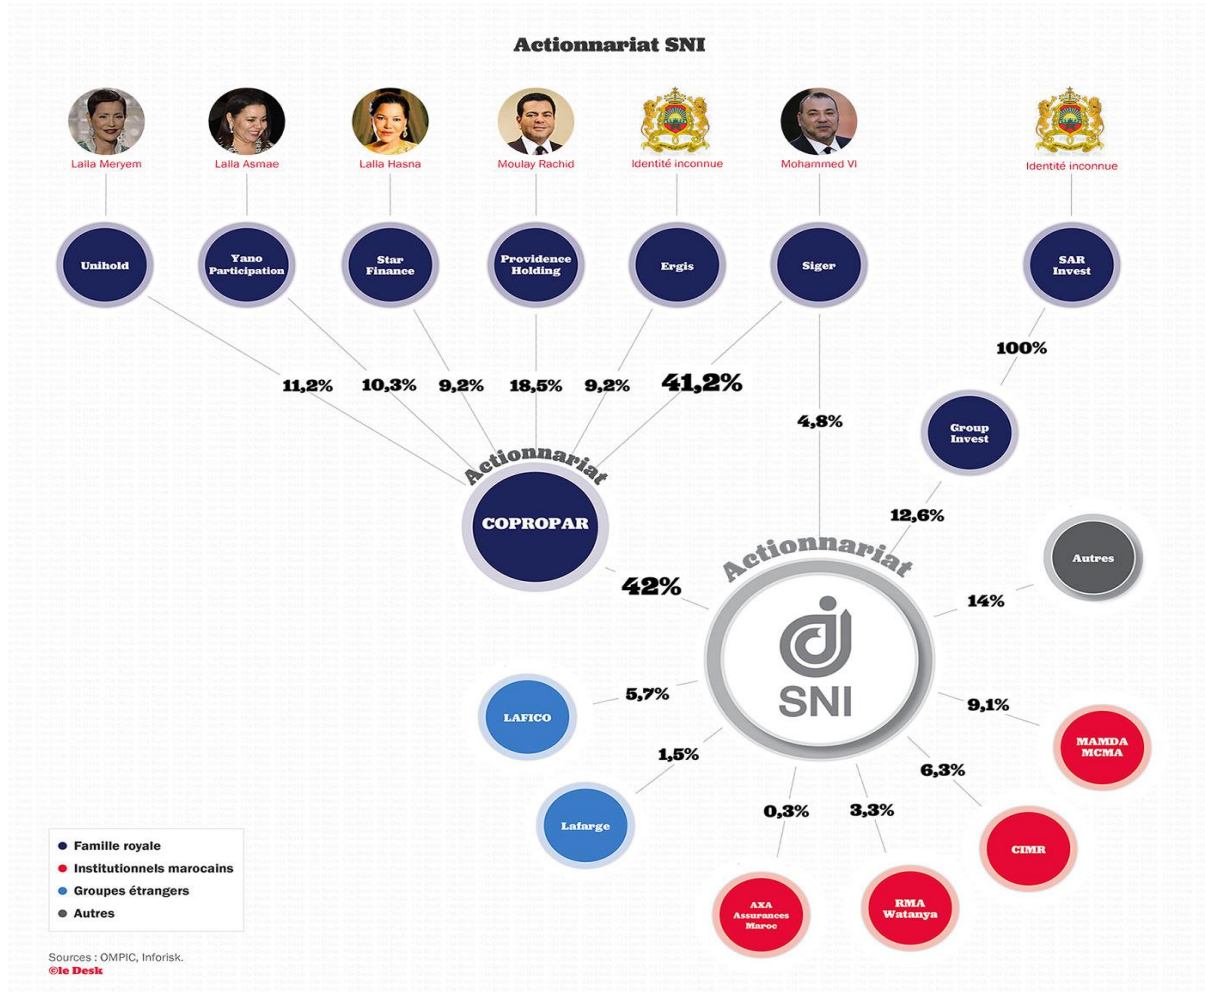 Actionnariat SNI
Lalla Meryem
Lalla Asmae
Lalla Hasna
Moulay Rachid
Identité inconnue
Mohammed VI
Identité inconnue
Unihold
Yano
Participation
Star
Finance
Providence
Holding
Ergis
Siger
SAR
Invest
100%
11,2%
10,3%
9,2%
18,5%
9,2%
41,2%
4,8%
Group
Invest
Actionnariat
COPROPAR
12,6%
Actionnariat
Autres
42%
14%
SNI
LAFICO
5,7%
9,1%
MAMDA
MCMA
1,5%
6,3%
Lafarge
0,3%
3,3%
CIMR
AXA
Assurances
Maroc
RMA
Watanya
Famille royale
Institutionnels marocains
Groupes étrangers
Autres
Sources : OMPIC, Inforisk.
©le Desk